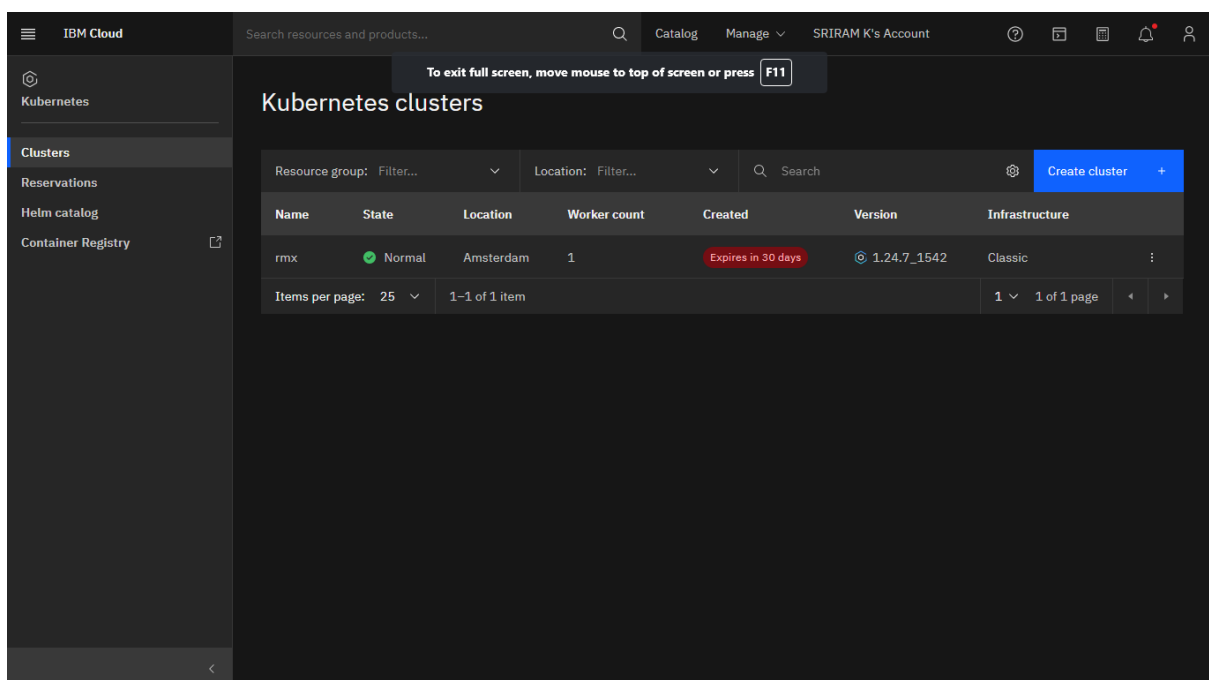 IBM Cloud
Search resources and products...
Catalog
Manage
SRIRAM K's Account
To exit full screen, move mouse to top of screen or press F11
Kubernetes
Clusters
Reservations
Helm catalog
Container Registry
Kubernetes clusters
Resource group: Filter...
Location: Filter...
Search
Create cluster +
Name State Location Worker count Created Version Infrastructure
rmx Normal Amsterdam 1 Expires in 30 days 1.24.7_1542 Classic
Items per page: 25 1–1 of 1 item 1 1 of 1 page